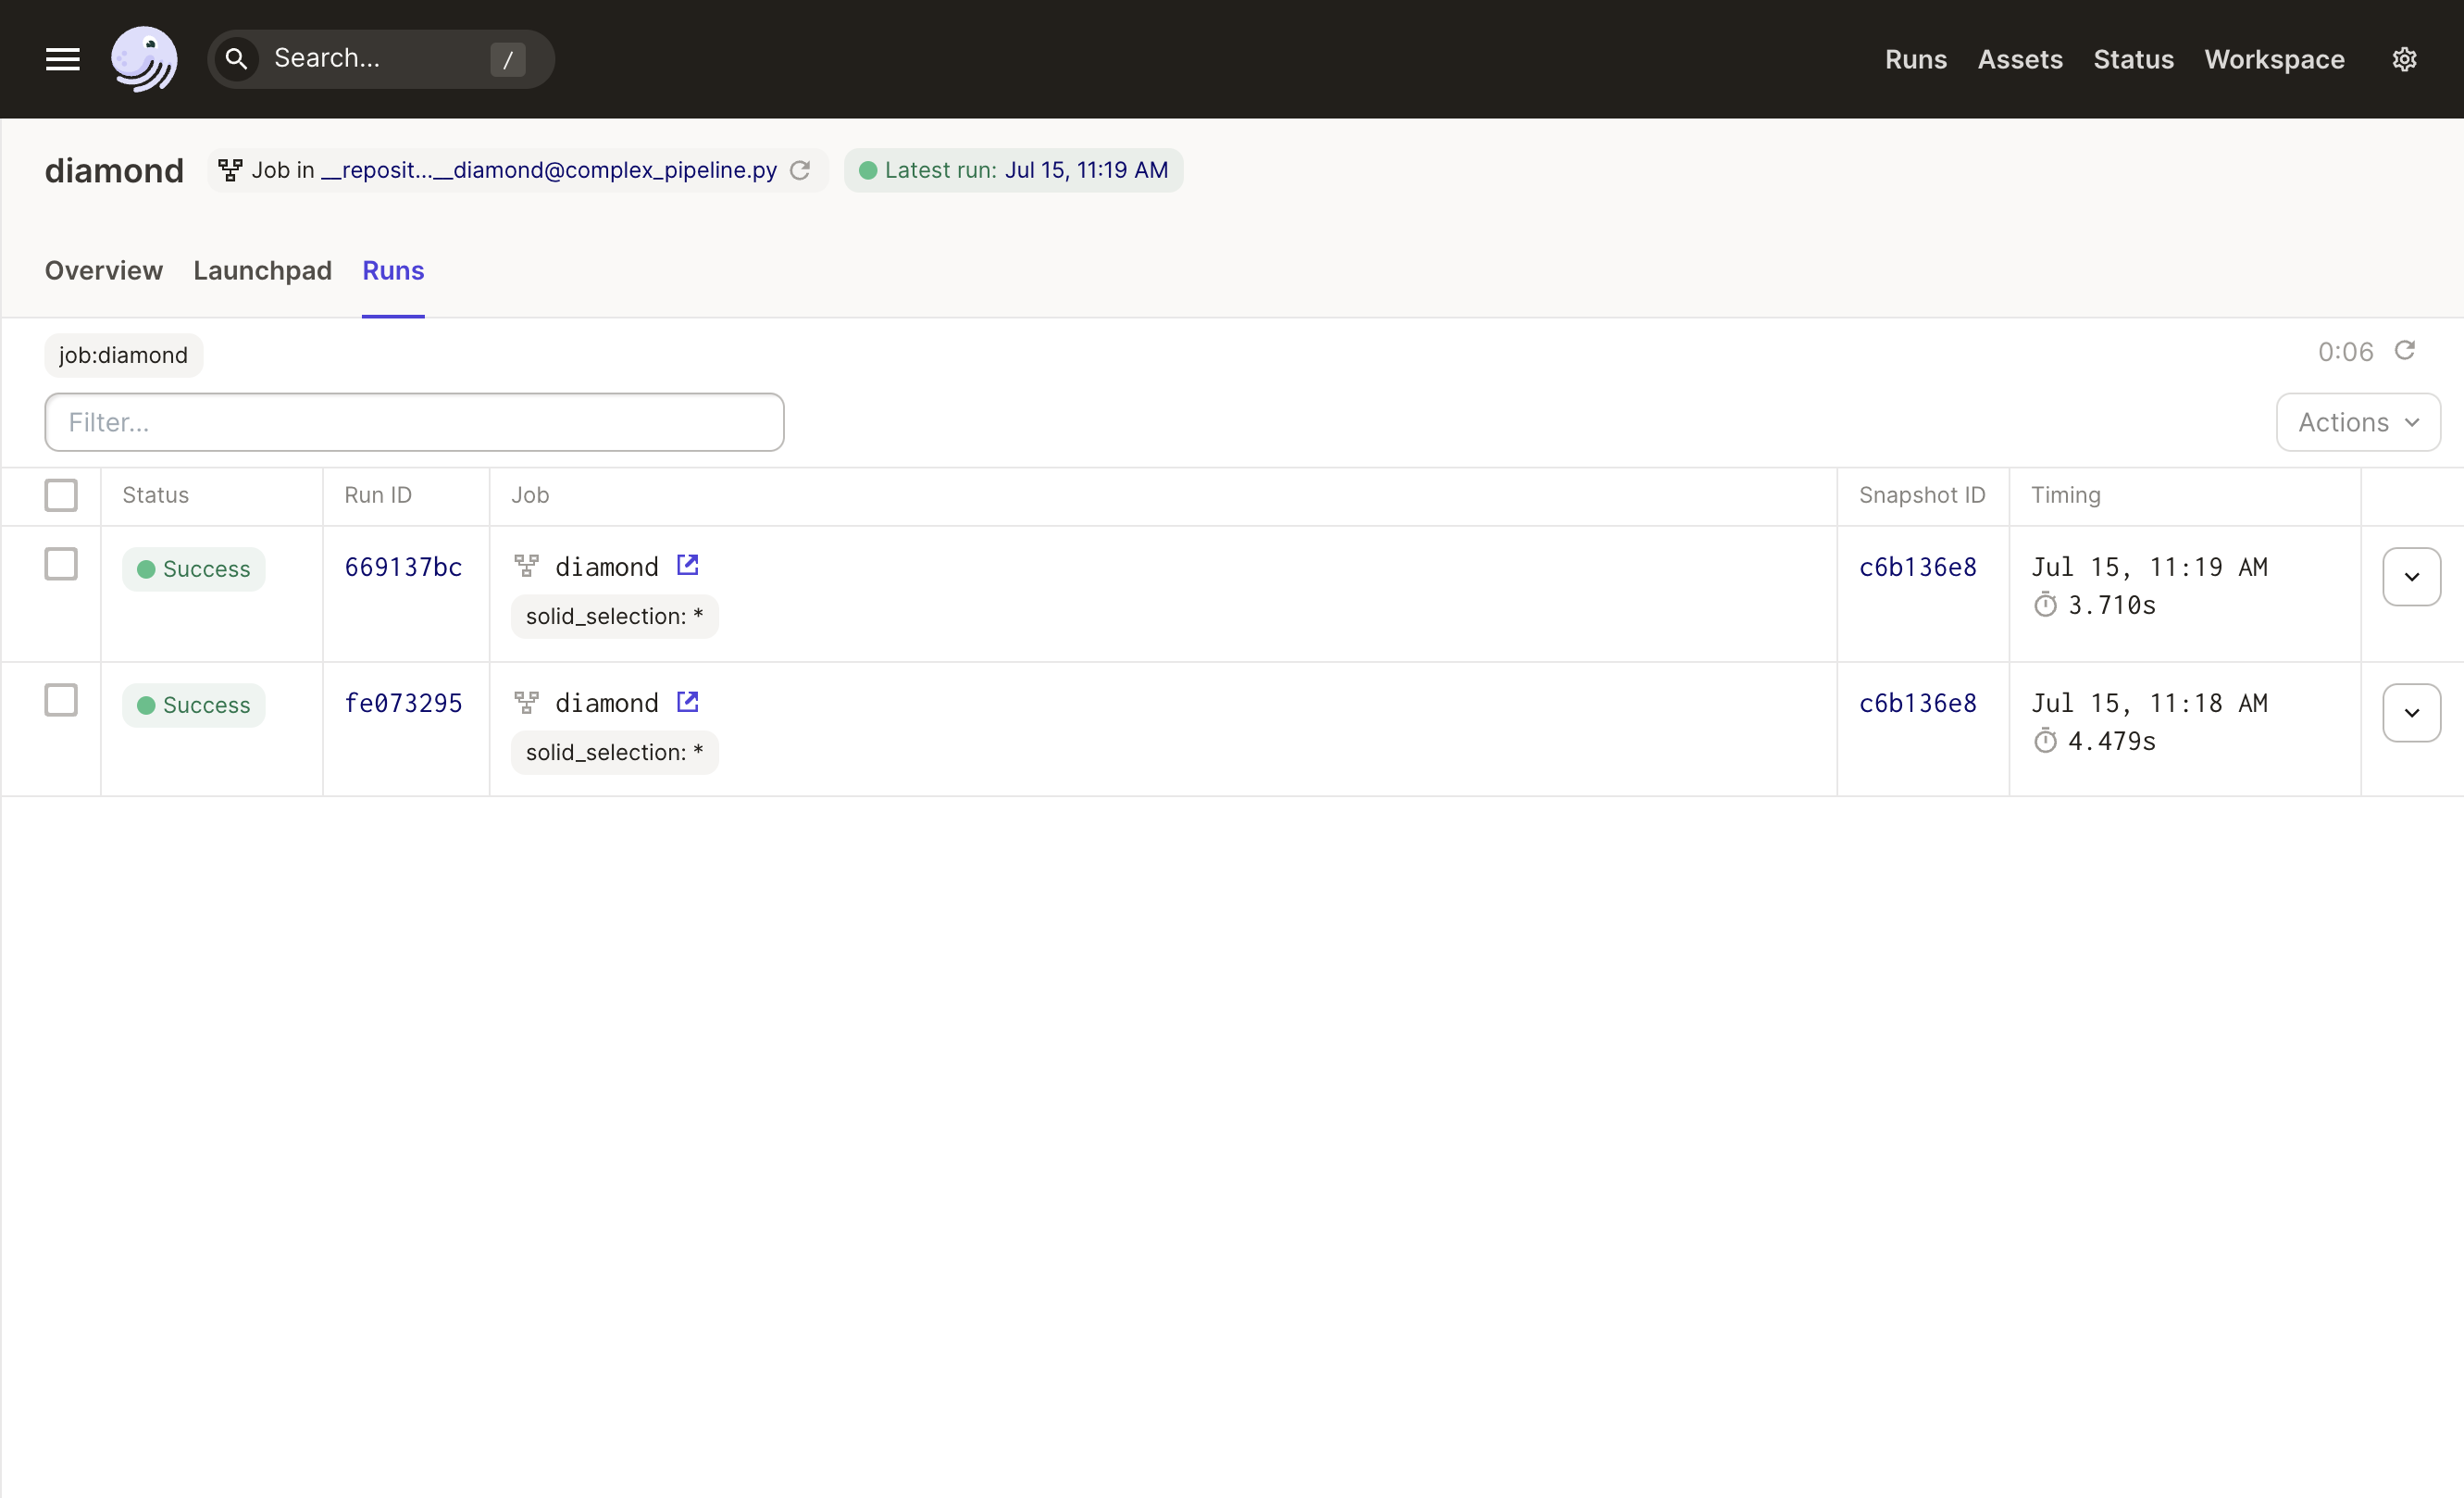 Search... /
Runs Assets Status Workspace
diamond Job in __reposit...__diamond@complex_pipeline.py Latest run: Jul 15, 11:19 AM
Overview Launchpad Runs
job:diamond 0:06
Filter... Actions
Status Run ID Job Snapshot ID Timing
Success 669137bc diamond c6b136e8 Jul 15, 11:19 AM
solid_selection: * 3.710s
Success fe073295 diamond c6b136e8 Jul 15, 11:18 AM
solid_selection: * 4.479s